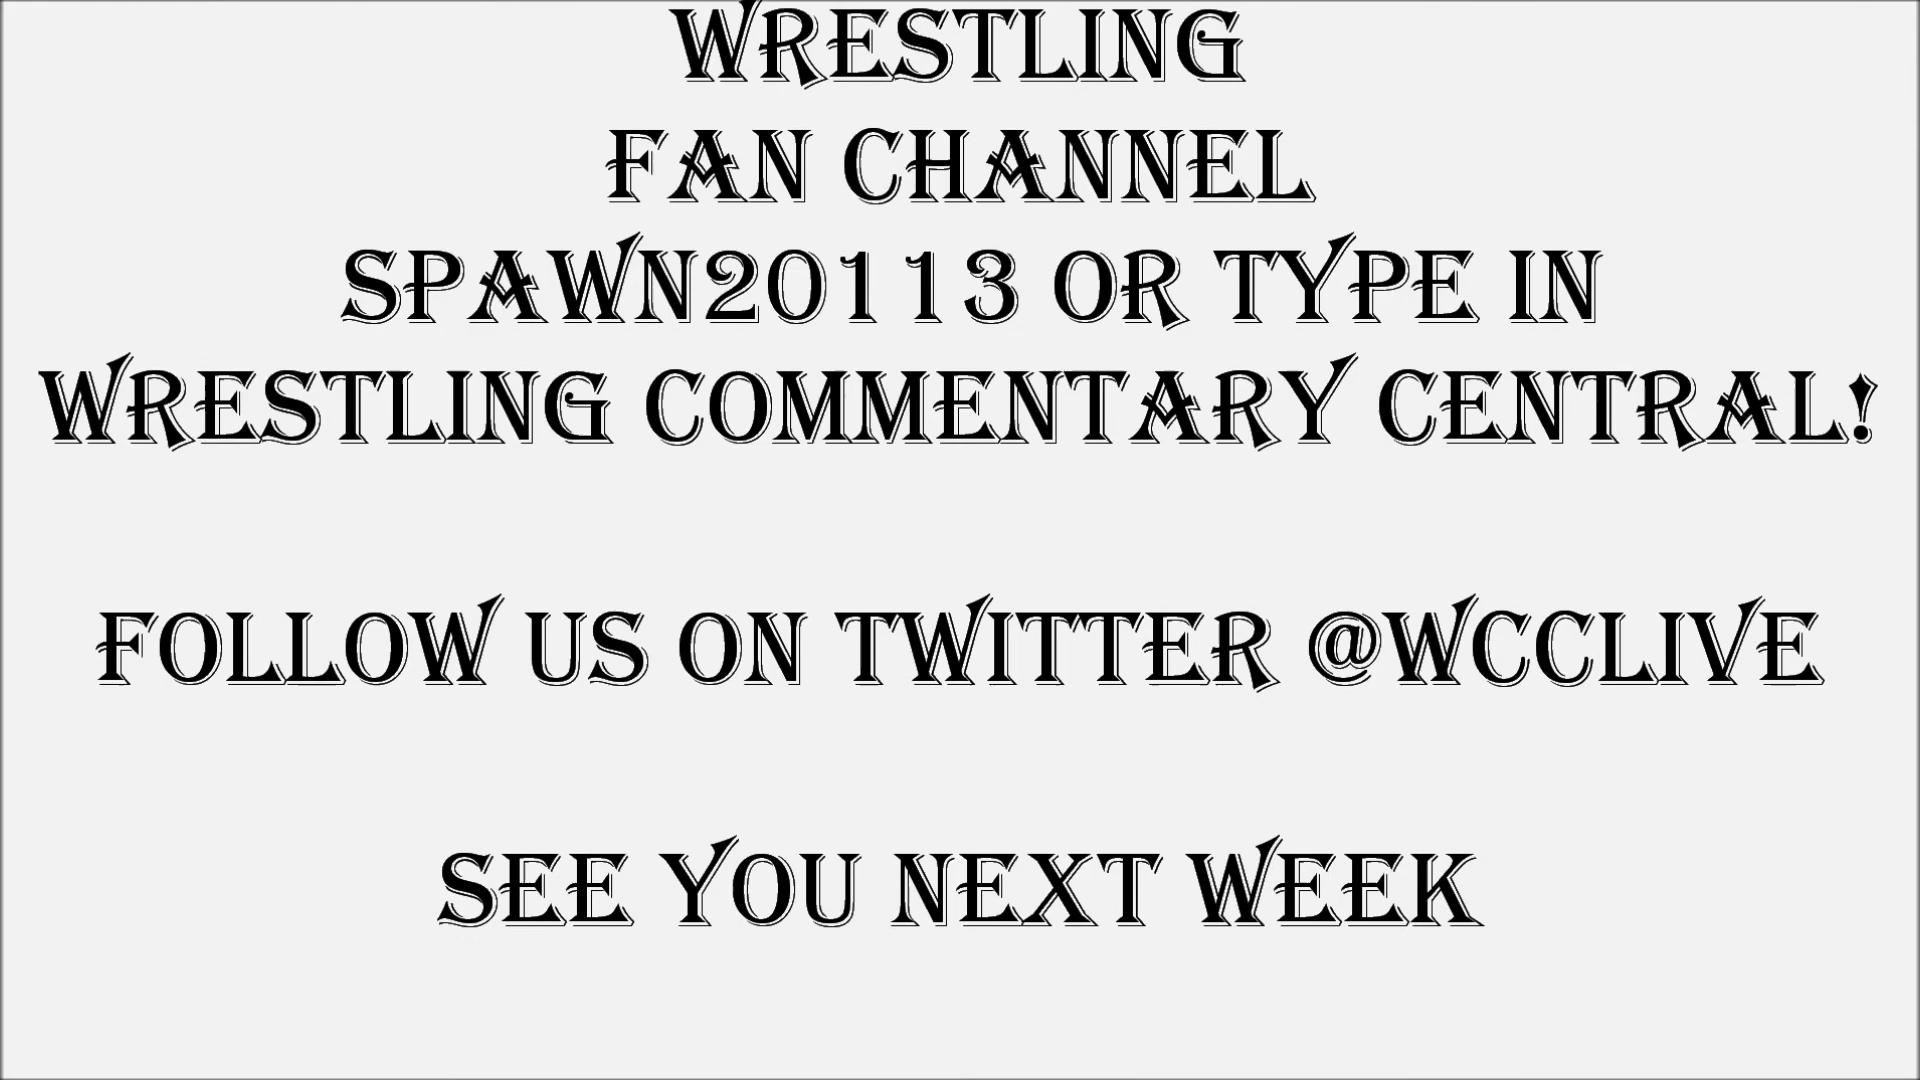 WRESTLING
FAN CHANNEL
SPAWN20113 OR TYPE IN
WRESTLING COMMENTARY CENTRAL!
FOLLOW US ON TWITTER @WCCLIVE
SEE YOU NEXT WEEK